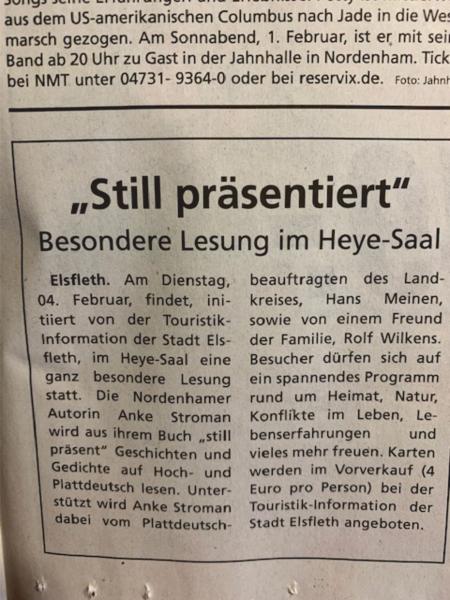 aus dem US-amerikanischen Columbus nach Jade in die Wes
marsch gezogen. Am Sonnabend, 1. Februar, ist er mit sei
Band ab 20 Uhr zu Gast in der Jahnhalle in Nordenham. Tick
bei NMT unter 04731- 9364-0 oder bei reservix.de. Foto: Jahnh
„Still präsentiert“
Besondere Lesung im Heye-Saal
Elsfleth. Am Dienstag,
04. Februar, findet, ini-
tiiert von der Touristik-
Information der Stadt Els-
fleth, im Heye-Saal eine
ganz besondere Lesung
statt. Die Nordenhamer
Autorin Anke Stroman
wird aus ihrem Buch „still
präsent“ Geschichten und
Gedichte auf Hoch- und
Plattdeutsch lesen. Unter-
stützt wird Anke Stroman
dabei vom Plattdeutsch-
beauftragten des Land-
kreises, Hans Meinen,
sowie von einem Freund
der Familie, Rolf Wilkens.
Besucher dürfen sich auf
ein spannendes Programm
rund um Heimat, Natur,
Konflikte im Leben, Le-
benserfahrungen und
vieles mehr freuen. Karten
werden im Vorverkauf (4
Euro pro Person) bei der
Touristik-Information der
Stadt Elsfleth angeboten.